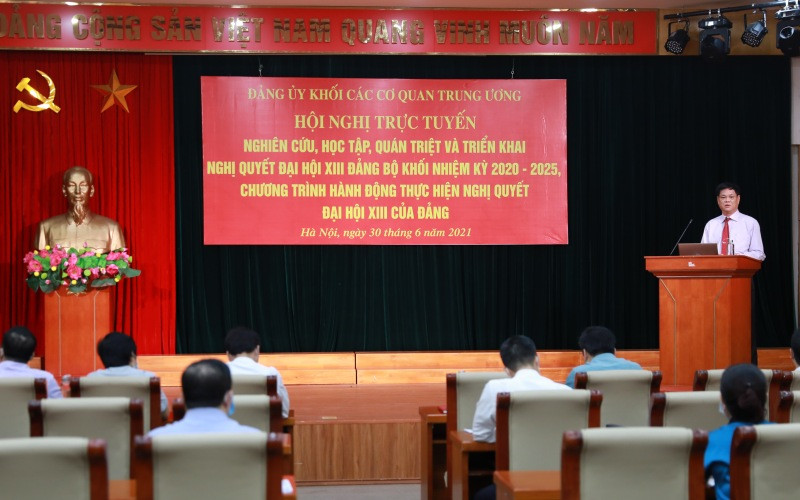 ĐẢNG CỘNG SẢN VIỆT NAM QUANG VINH MUÔN NĂM
ĐẢNG ỦY KHỐI CÁC CƠ QUAN TRUNG ƯƠNG
HỘI NGHỊ TRỰC TUYẾN
NGHIÊN CỨU, HỌC TẬP, QUÁN TRIỆT VÀ TRIỂN KHAI
NGHỊ QUYẾT ĐẠI HỘI XIII ĐẢNG BỘ KHỐI NHIỆM KỲ 2020 - 2025,
CHƯƠNG TRÌNH HÀNH ĐỘNG THỰC HIỆN NGHỊ QUYẾT
ĐẠI HỘI XIII CỦA ĐẢNG
Hà Nội, ngày 30 tháng 6 năm 2021